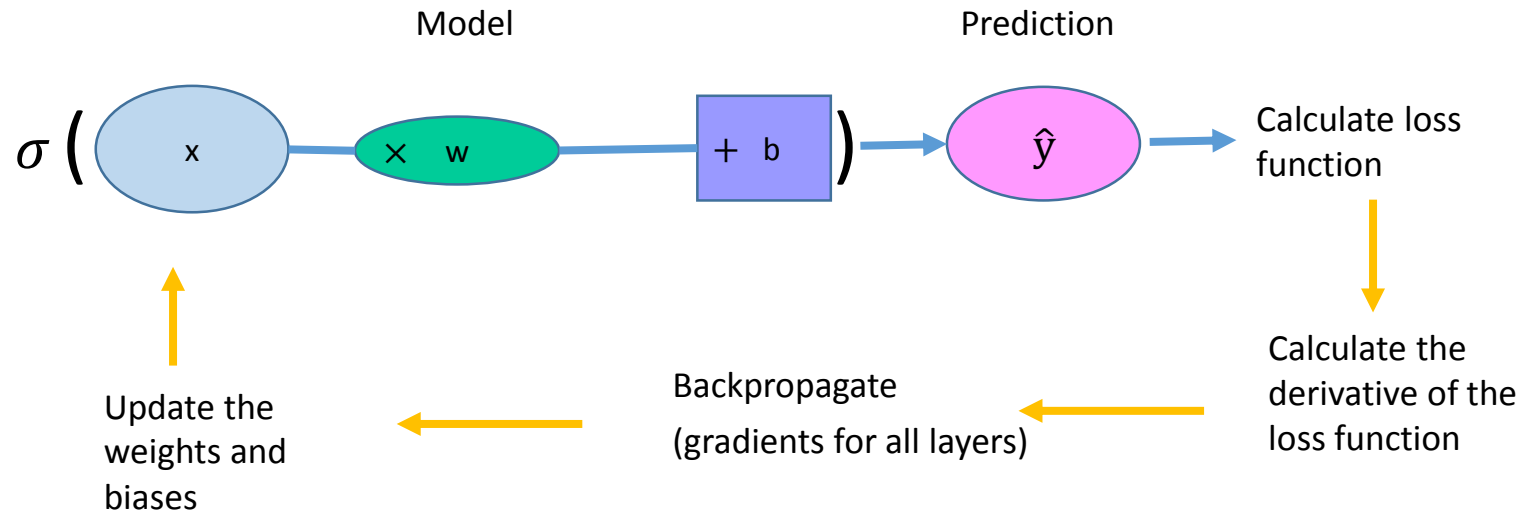 Model
Prediction
σ ( x × w + b ) ŷ
Calculate loss
function
Calculate the
derivative of the
loss function
Backpropagate
(gradients for all layers)
Update the
weights and
biases